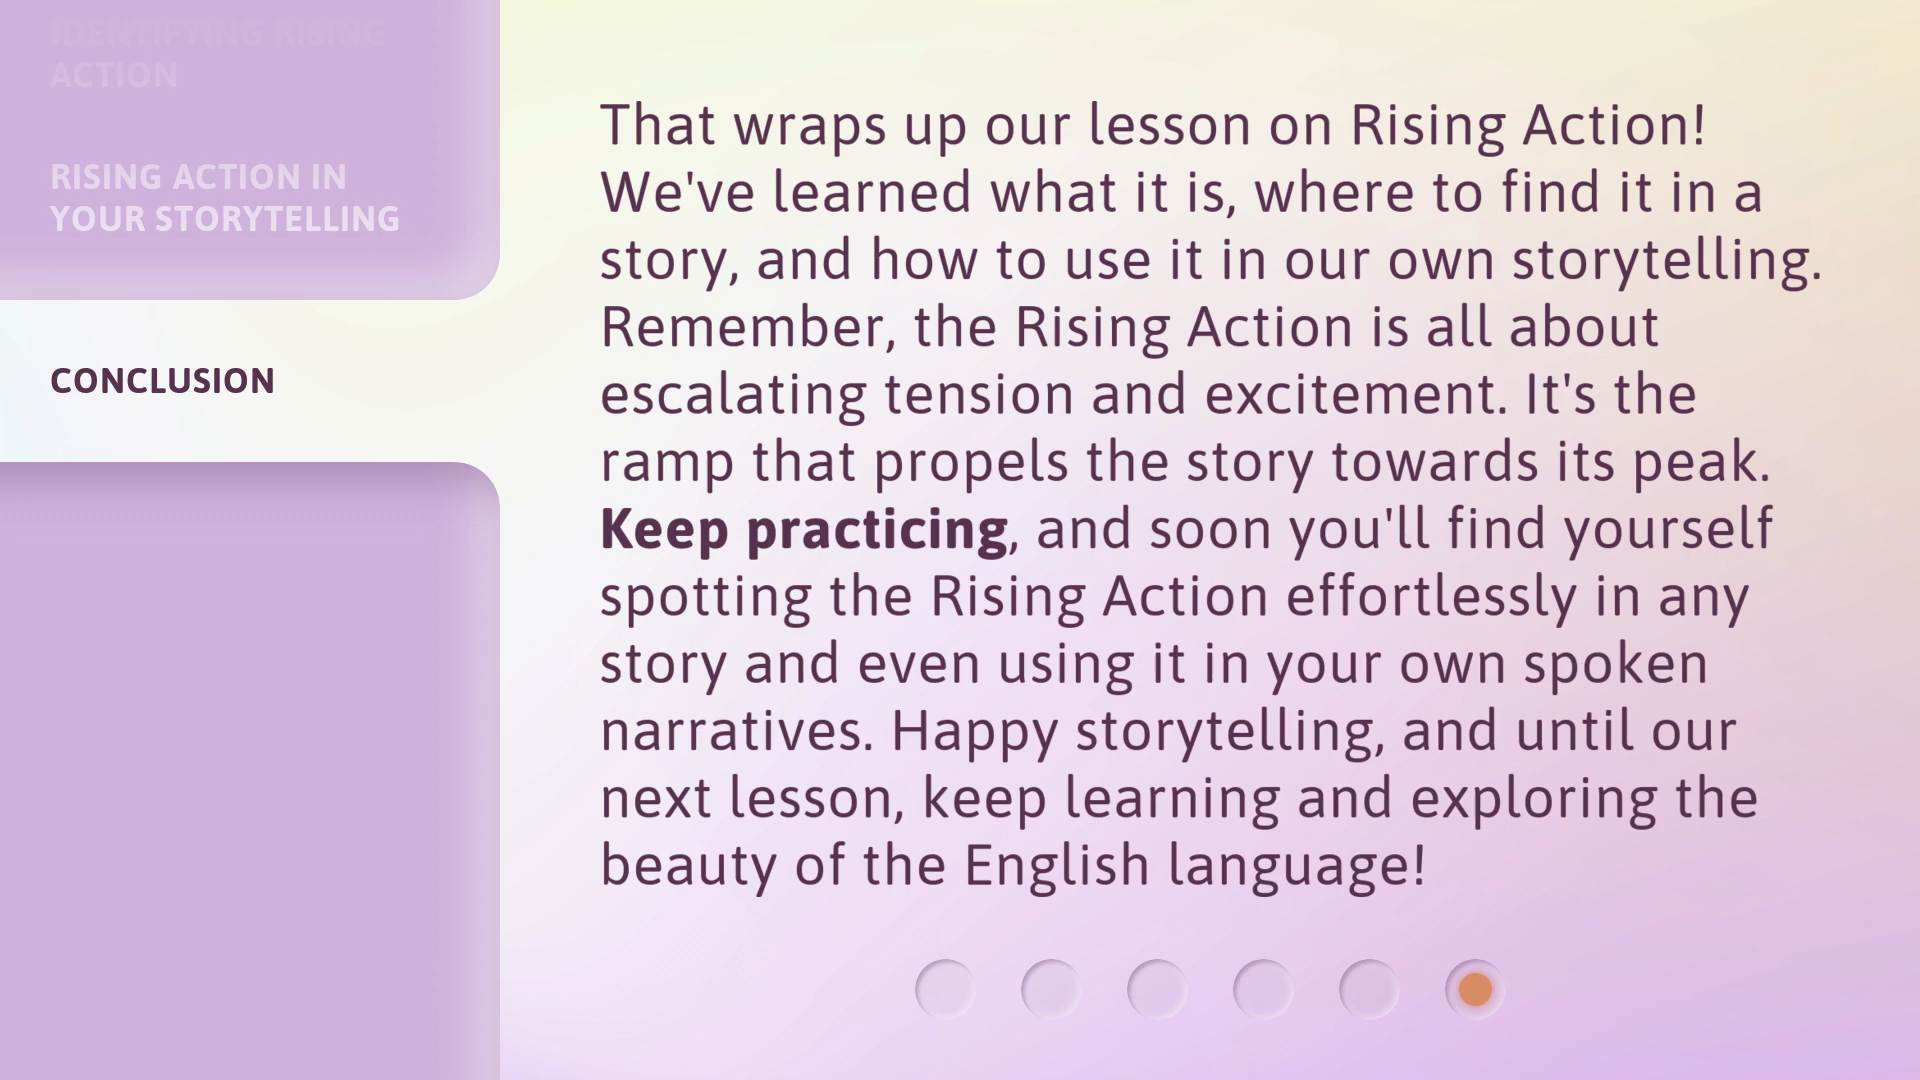 IDENTIFYING RISING
ACTION
RISING ACTION IN
YOUR STORYTELLING
CONCLUSION
That wraps up our lesson on Rising Action!
We've learned what it is, where to find it in a
story, and how to use it in our own storytelling.
Remember, the Rising Action is all about
escalating tension and excitement. It's the
ramp that propels the story towards its peak.
Keep practicing, and soon you'll find yourself
spotting the Rising Action effortlessly in any
story and even using it in your own spoken
narratives. Happy storytelling, and until our
next lesson, keep learning and exploring the
beauty of the English language!